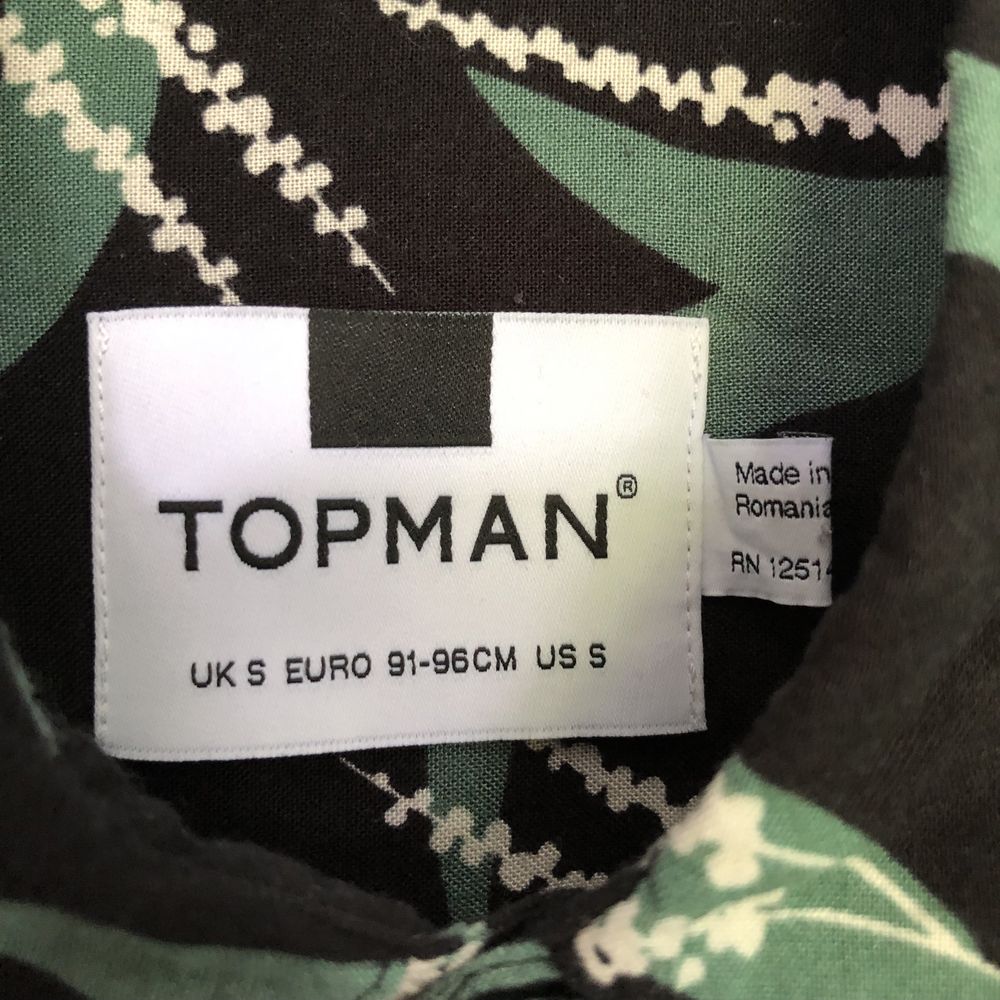 TOPMAN®
UK S EURO 91-96CM US S
Made in
Romania
RN 12514